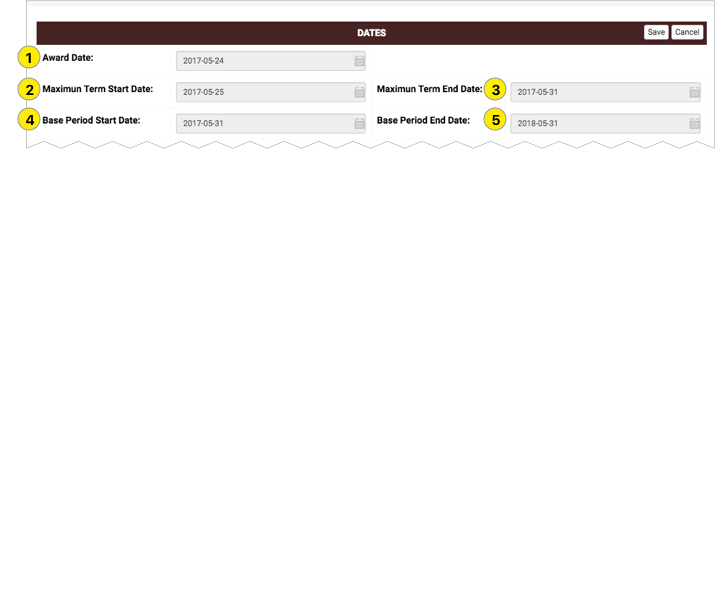 DATES Save Cancel
1 Award Date: 2017-05-24
2 Maximun Term Start Date: 2017-05-25 Maximun Term End Date: 3 2017-05-31
4 Base Period Start Date: 2017-05-31 Base Period End Date: 5 2018-05-31